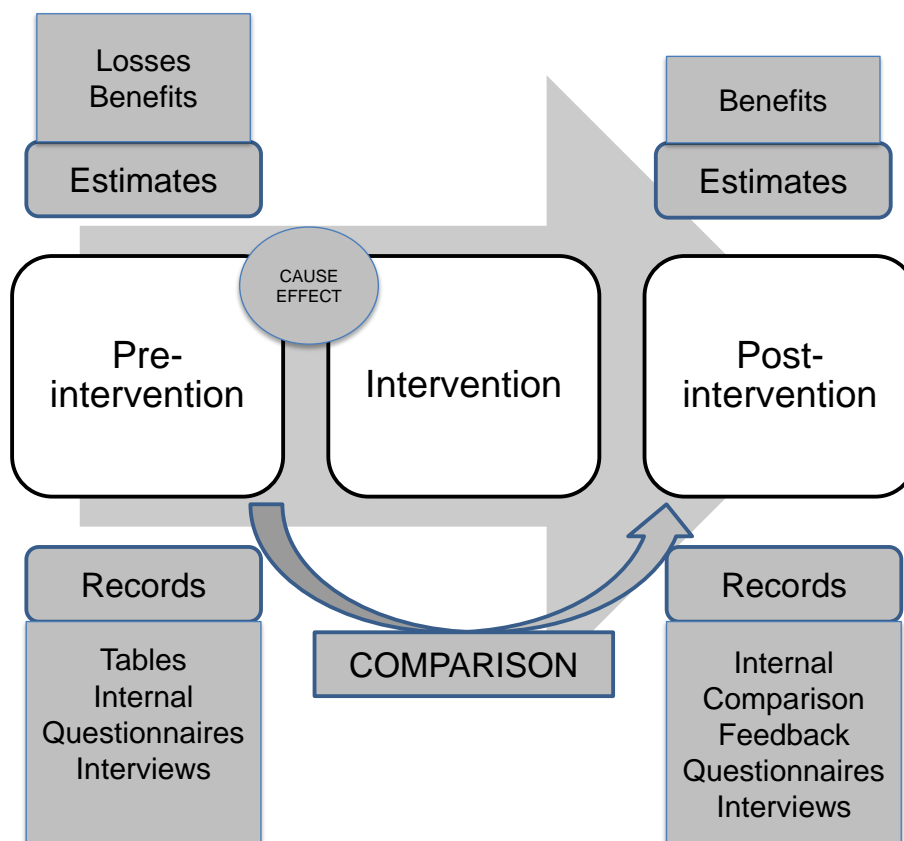 Losses
Benefits
Estimates
Benefits
Estimates
CAUSE
EFFECT
Pre-
intervention
Intervention
Post-
intervention
Records
Tables
Internal
Questionnaires
Interviews
COMPARISON
Records
Internal
Comparison
Feedback
Questionnaires
Interviews